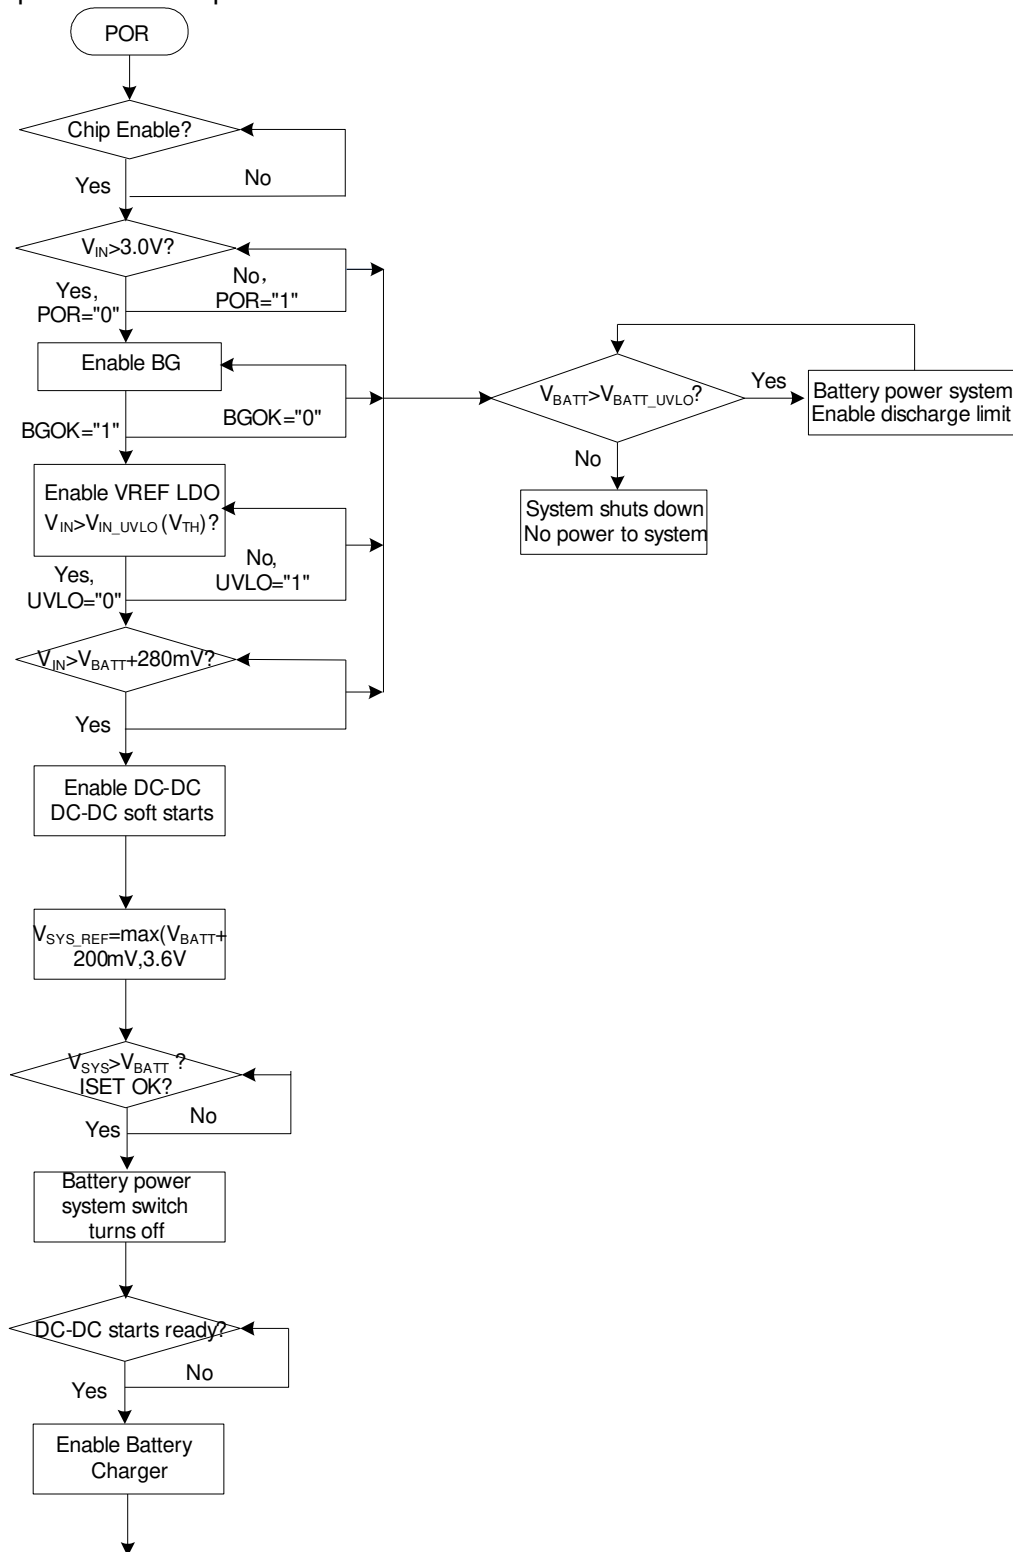 POR
Chip Enable?
Yes
No
VIN>3.0V?
Yes,
POR="0"
No,
POR="1"
Enable BG
BGOK="1"
BGOK="0"
Enable VREF LDO
VIN>VIN_UVLO (VTH)?
Yes,
UVLO="0"
No,
UVLO="1"
VIN>VBATT+280mV?
Yes
Enable DC-DC
DC-DC soft starts
VSYS_REF=max(VBATT+
200mV,3.6V
VSYS>VBATT ?
ISET OK?
No
Yes
Battery power
system switch
turns off
DC-DC starts ready?
No
Yes
Enable Battery
Charger
VBATT>VBATT_UVLO?
Yes
Battery power system
Enable discharge limit
No
System shuts down
No power to system